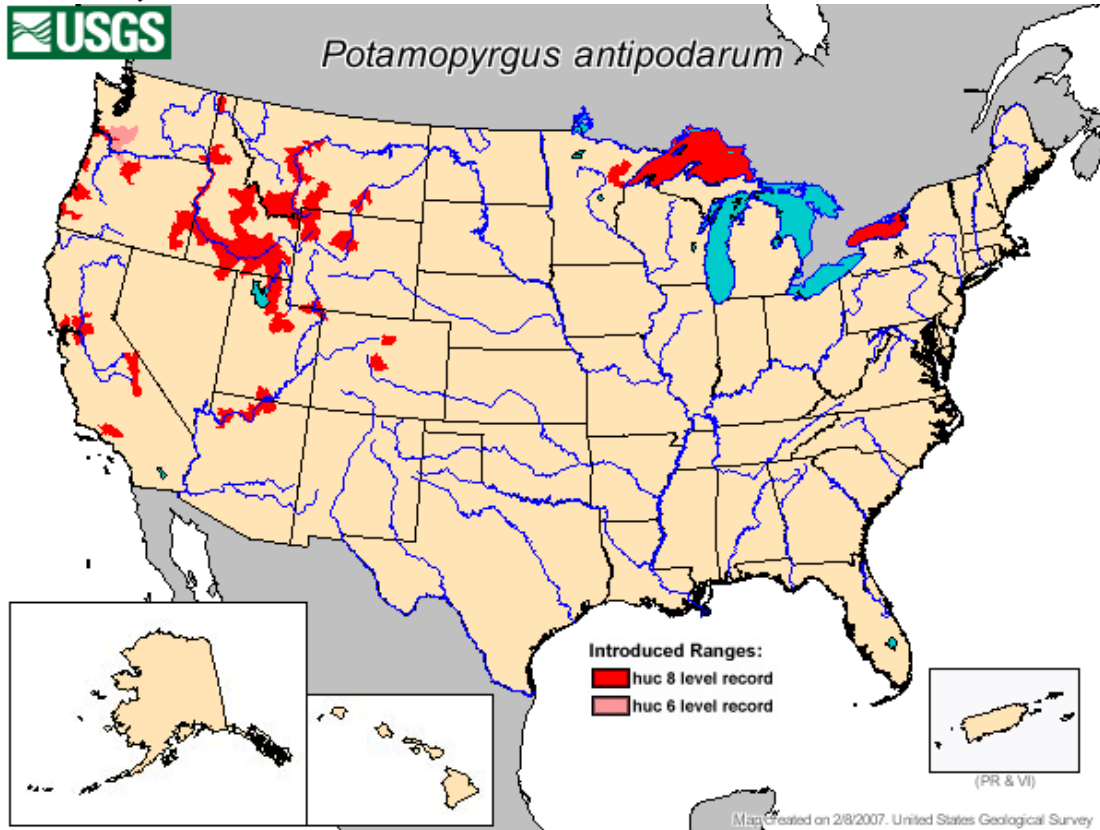 USGS
Potamopyrgus antipodarum
Introduced Ranges:
huc 8 level record
huc 6 level record
(PR & VI)
Map created on 2/8/2007. United States Geological Survey